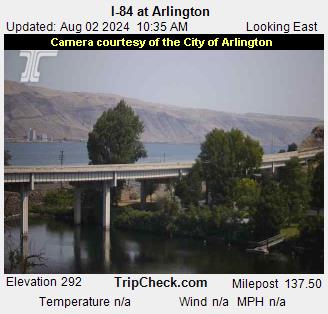 I-84 at Arlington
Updated: Aug 02 2024 10:35 AM Looking East
Camera courtesy of the City of Arlington
Elevation 292 TripCheck.com Milepost 137.50
Temperature n/a Wind n/a MPH n/a